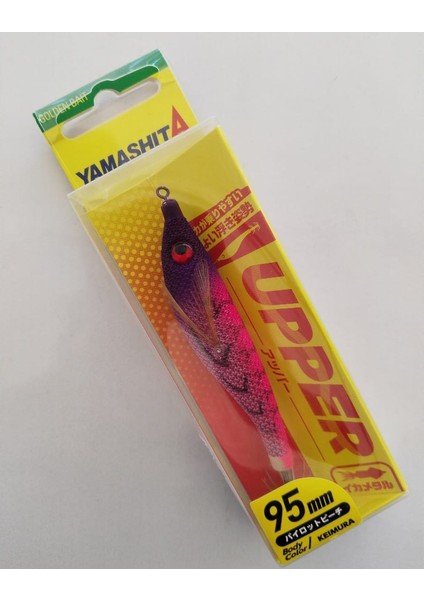 GOLDEN BAIT
YAMASHITA
イカが乗りやすい
よい浮き姿勢
UPPER
アッパー
イカメタル
95mm
パイロットピーチ
Body
Color/ KEIMURA